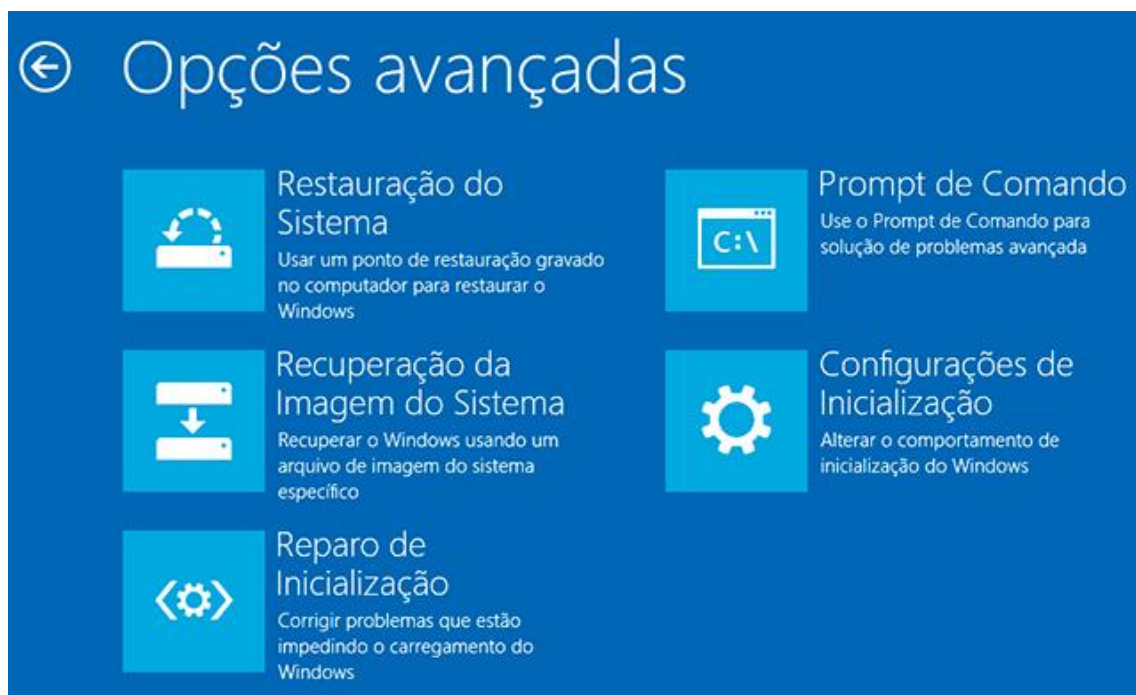 Opções avançadas
Restauração do
Sistema
Usar um ponto de restauração gravado
no computador para restaurar o
Windows
Recuperação da
Imagem do Sistema
Recuperar o Windows usando um
arquivo de imagem do sistema
específico
Reparo de
Inicialização
Corrigir problemas que estão
impedindo o carregamento do
Windows
Prompt de Comando
Use o Prompt de Comando para
solução de problemas avançada
C:\
Configurações de
Inicialização
Alterar o comportamento de
inicialização do Windows